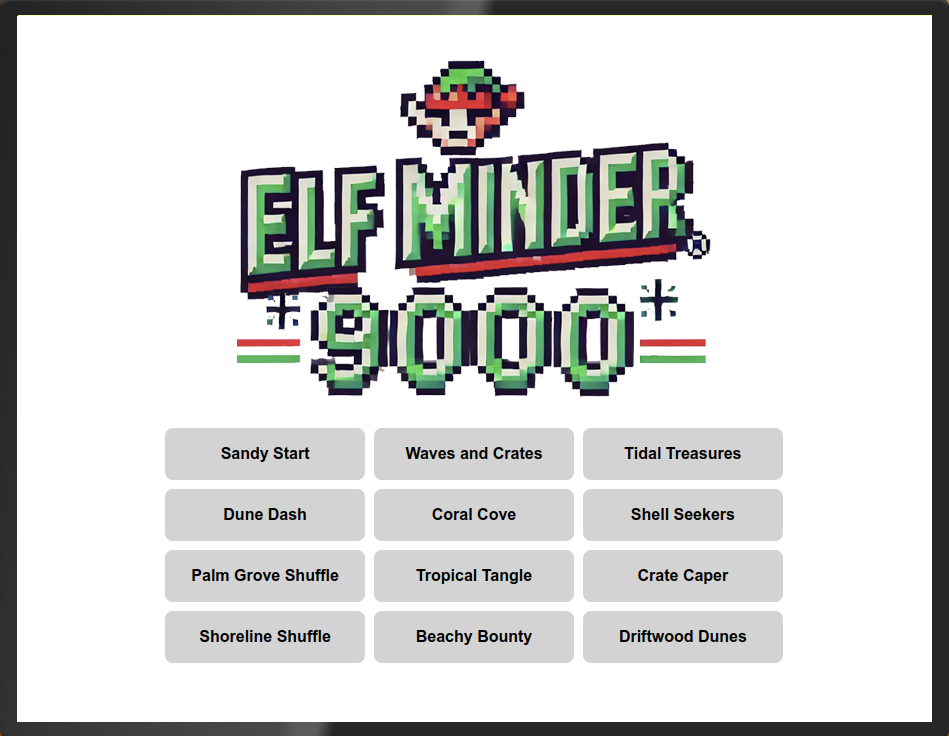 ELF MINDER
9000
Sandy Start
Waves and Crates
Tidal Treasures
Dune Dash
Coral Cove
Shell Seekers
Palm Grove Shuffle
Tropical Tangle
Crate Caper
Shoreline Shuffle
Beachy Bounty
Driftwood Dunes